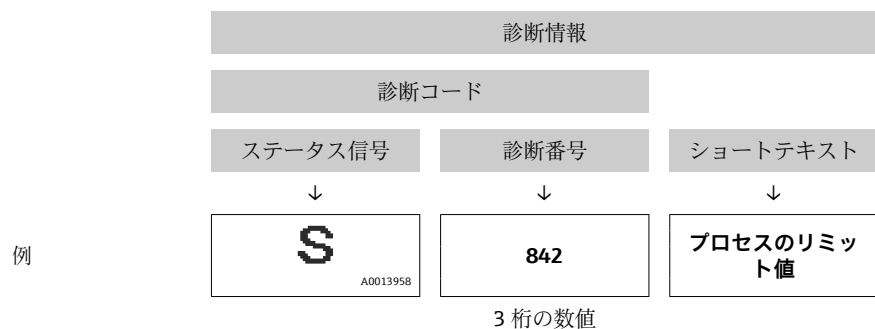 診断情報
診断コード
ステータス信号
診断番号
ショートテキスト
↓
↓
↓
例
S
A0013958
842
プロセスのリミッ
ト値
3 桁の数値